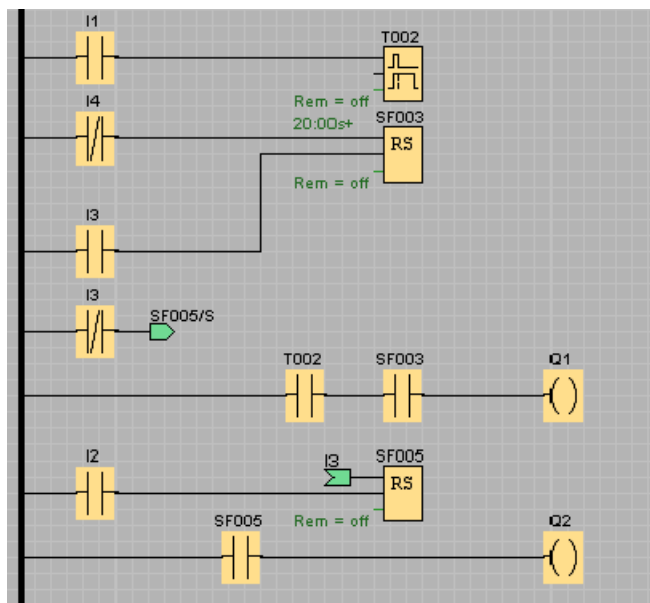 I1
T002
Rem = off
20:00s+
I4
SF003
RS
Rem = off
I3
I3
SF005/S
T002 SF003 Q1
I2
I3
SF005
RS
Rem = off
SF005
Q2